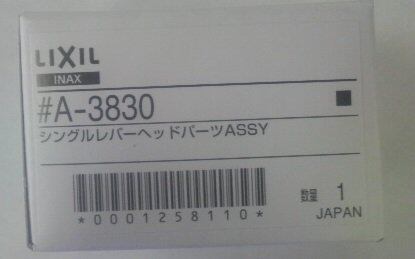 LIXIL
INAX
#A-3830
シングルレバーヘッドパーツASSY
*0001258110*
数量 1
JAPAN